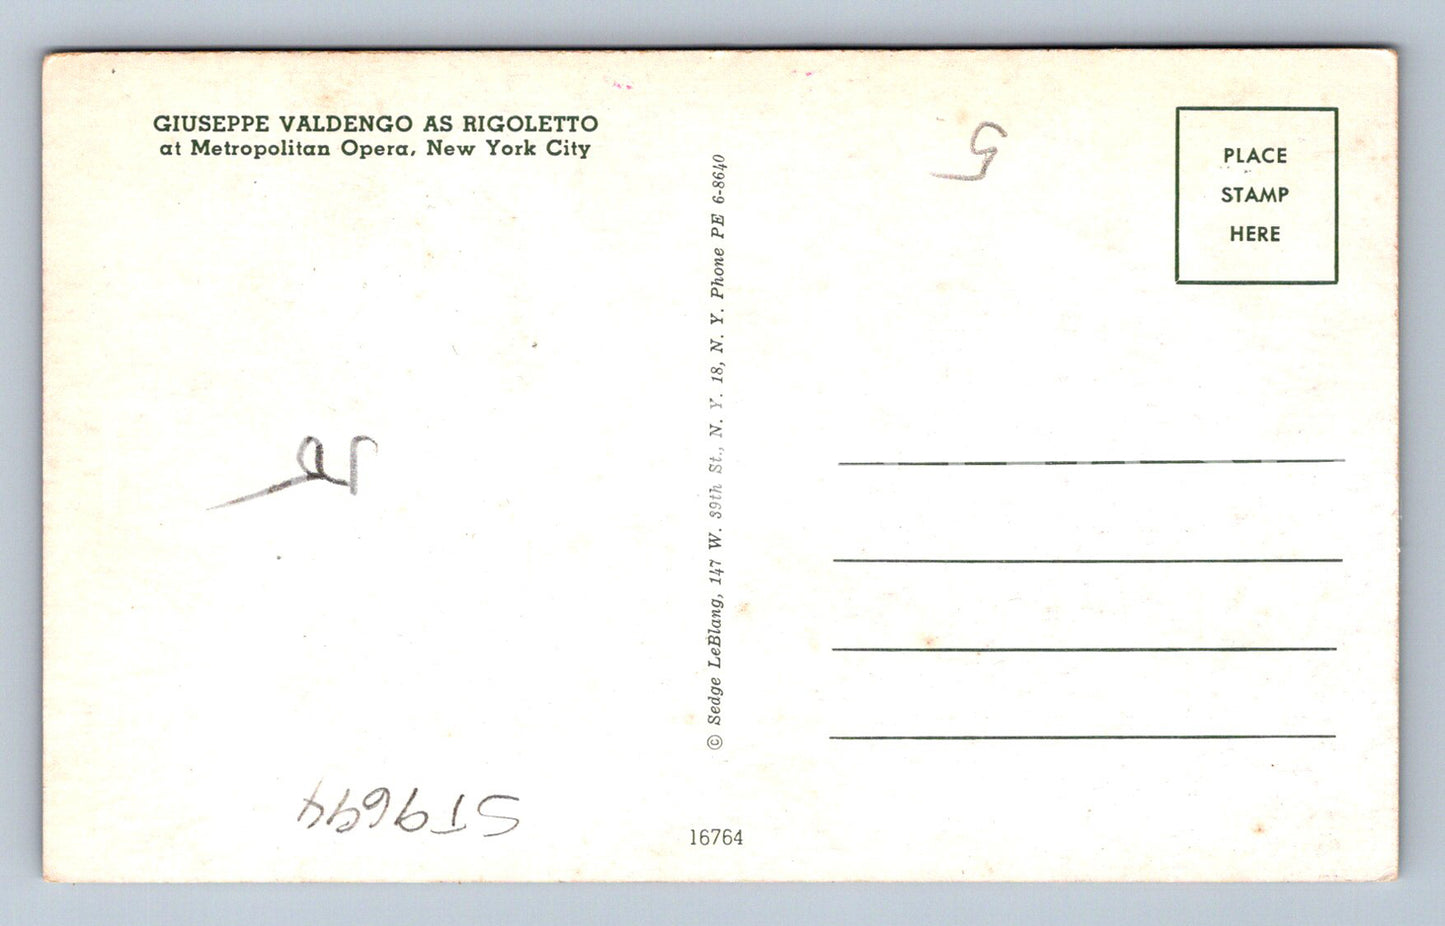 GIUSEPPE VALDENGO AS RIGOLETTO
at Metropolitan Opera, New York City
© Sedge LeBlang, 147 W. 39th St., N. Y. 18, N. Y. Phone PE 6-8640
5
PLACE
STAMP
HERE
16764